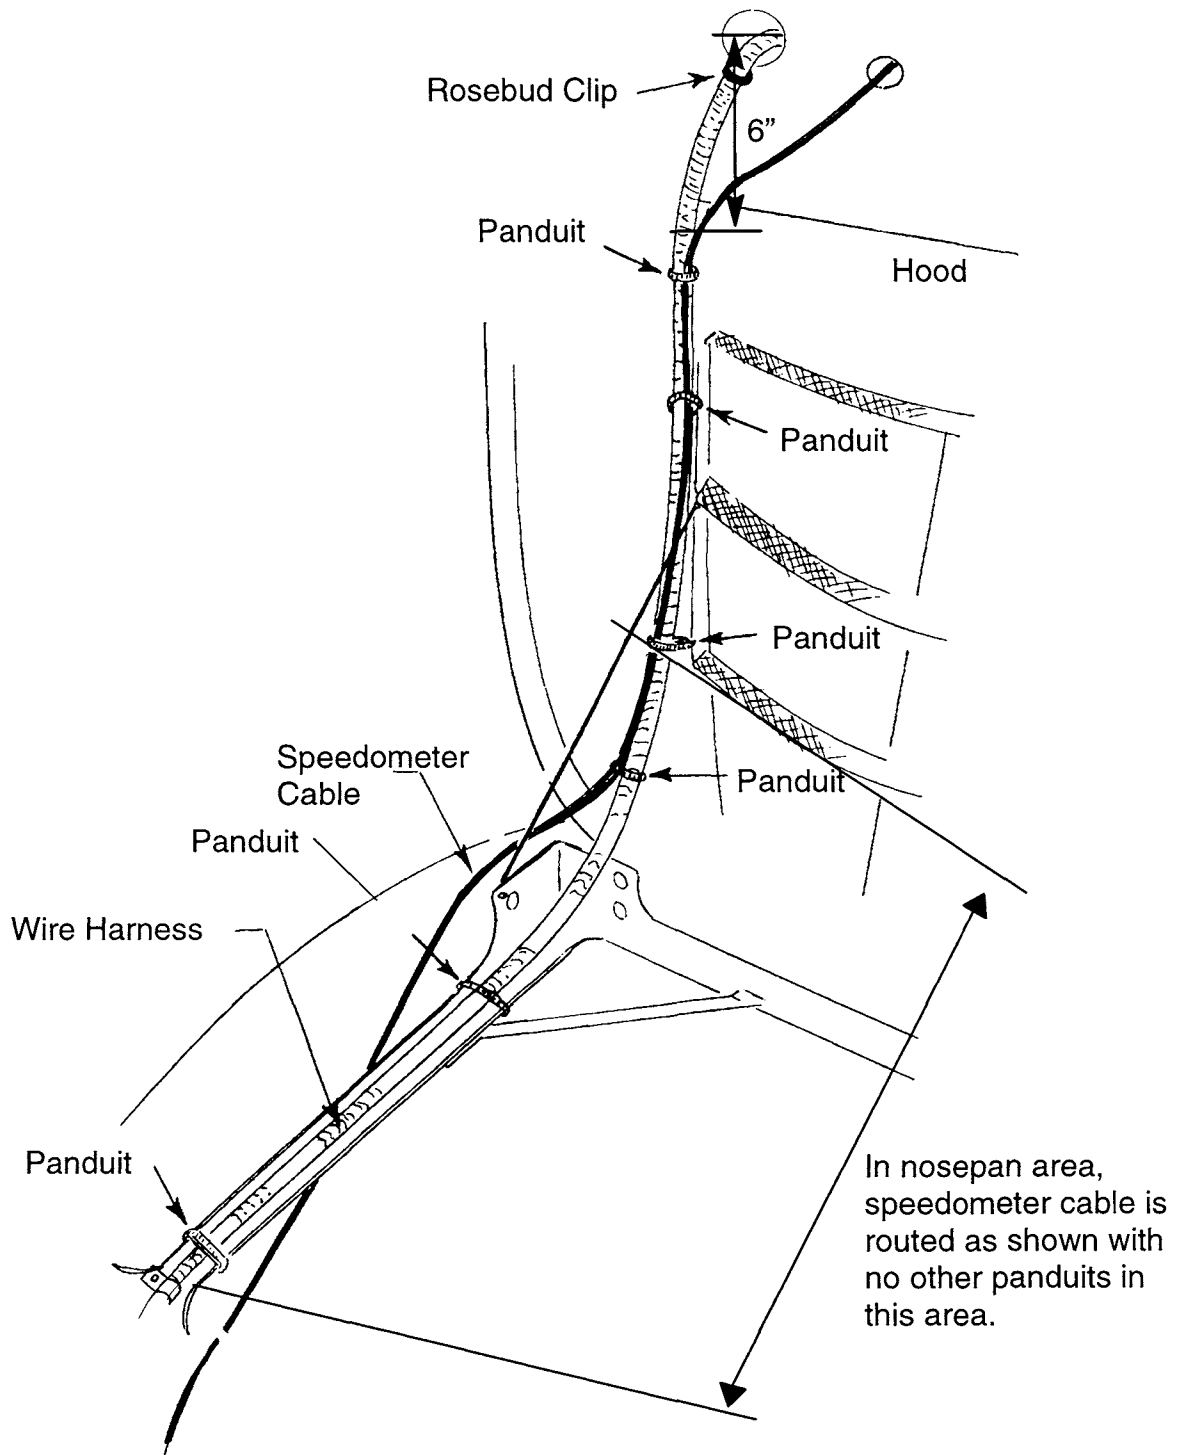 Rosebud Clip
6”
Panduit
Hood
Panduit
Panduit
Speedometer
Cable
Panduit
Panduit
Wire Harness
Panduit
In nosepan area,
speedometer cable is
routed as shown with
no other panduits in
this area.